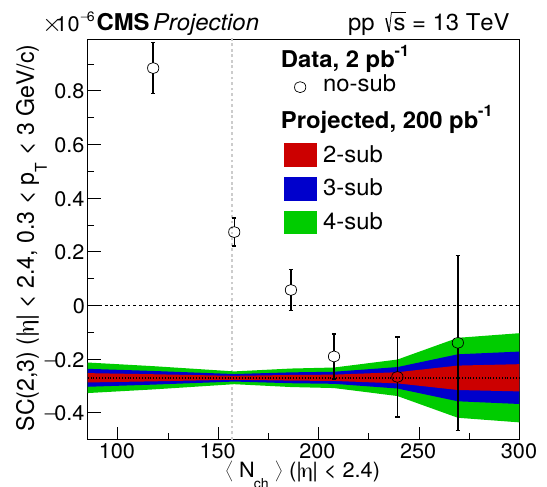 ×10⁻⁶ CMS Projection pp √s = 13 TeV
Data, 2 pb⁻¹
no-sub
Projected, 200 pb⁻¹
2-sub
3-sub
4-sub
SC(2,3) (|η| < 2.4, 0.3 < p_T < 3 GeV/c)
0.8
0.6
0.4
0.2
0
−0.2
−0.4
100 150 200 250 300
⟨ N_ch ⟩ (|η| < 2.4)